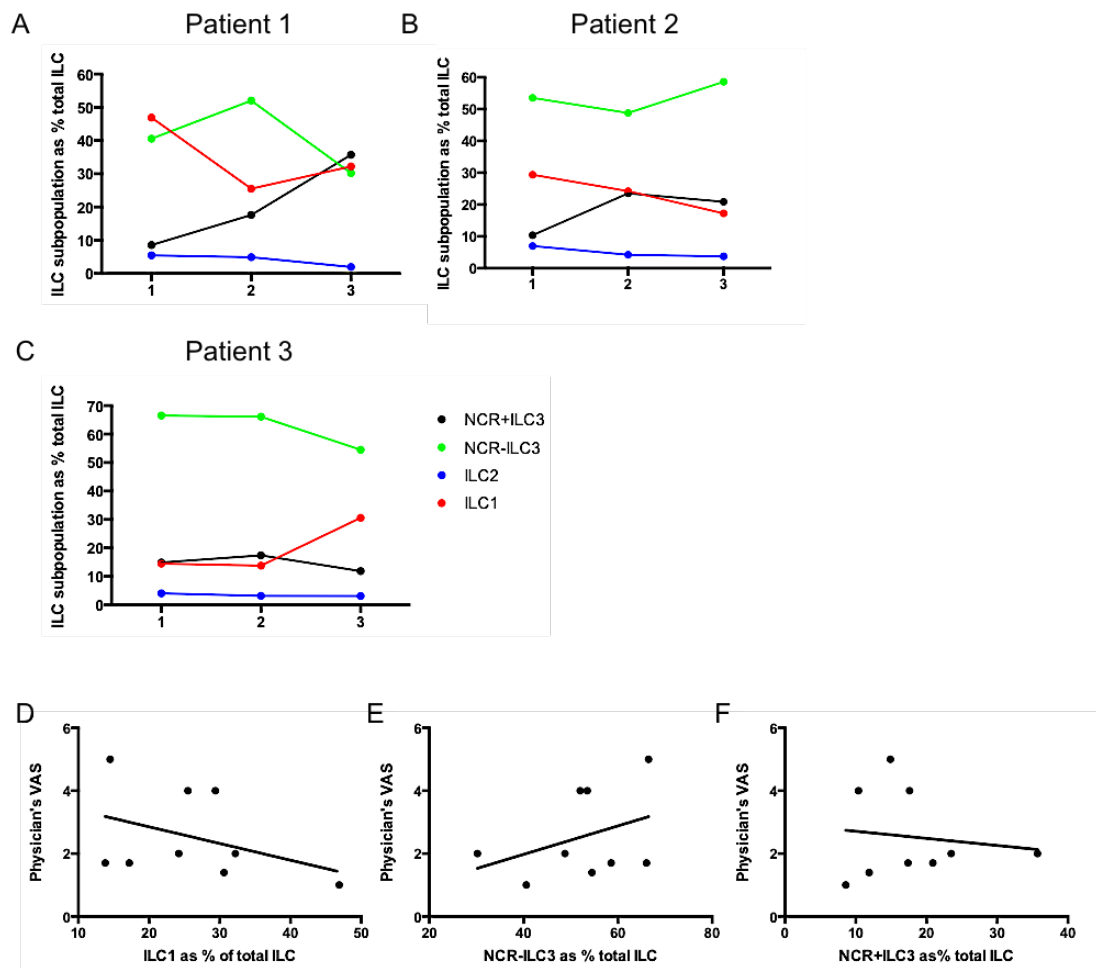 A Patient 1
ILC subpopulation as % total ILC
60
50
40
30
20
10
0
1 2 3
B Patient 2
ILC subpopulation as % total ILC
60
50
40
30
20
10
0
1 2 3
C Patient 3
ILC subpopulation as % total ILC
70
60
50
40
30
20
10
0
1 2 3
NCR+ILC3
NCR-ILC3
ILC2
ILC1
D
Physician's VAS
6
4
2
0
10 20 30 40 50
ILC1 as % of total ILC
E
Physician's VAS
6
4
2
0
20 40 60 80
NCR-ILC3 as % total ILC
F
Physician's VAS
6
4
2
0
0 10 20 30 40
NCR+ILC3 as% total ILC